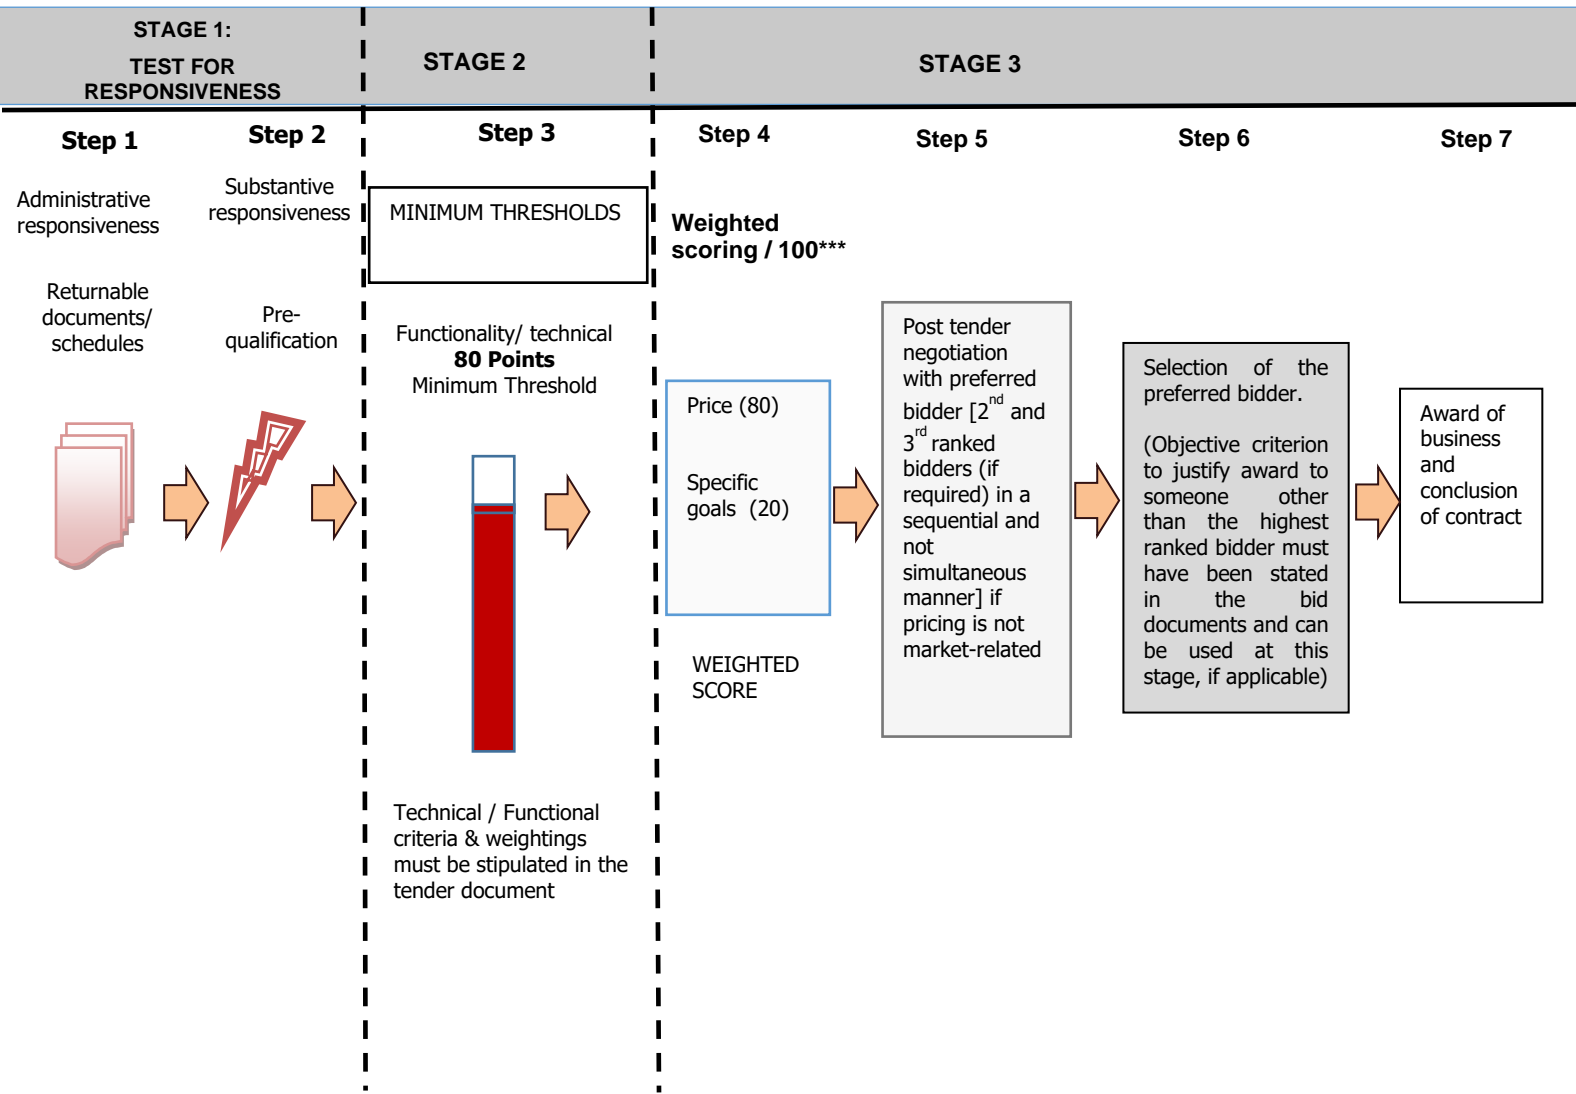 STAGE 1:
TEST FOR
RESPONSIVENESS
STAGE 2
STAGE 3
Step 1
Step 2
Step 3
Step 4
Step 5
Step 6
Step 7
Administrative
responsiveness
Returnable
documents/
schedules
Substantive
responsiveness
Pre-
qualification
MINIMUM THRESHOLDS
Functionality/ technical
80 Points
Minimum Threshold
Technical / Functional
criteria & weightings
must be stipulated in the
tender document
Weighted
scoring / 100***
Price (80)
Specific
goals (20)
WEIGHTED
SCORE
Post tender
negotiation
with preferred
bidder [2nd and
3rd ranked
bidders (if
required) in a
sequential and
not
simultaneous
manner] if
pricing is not
market-related
Selection of the
preferred bidder.
(Objective criterion
to justify award to
someone other
than the highest
ranked bidder must
have been stated
in the bid
documents and can
be used at this
stage, if applicable)
Award of
business
and
conclusion
of contract